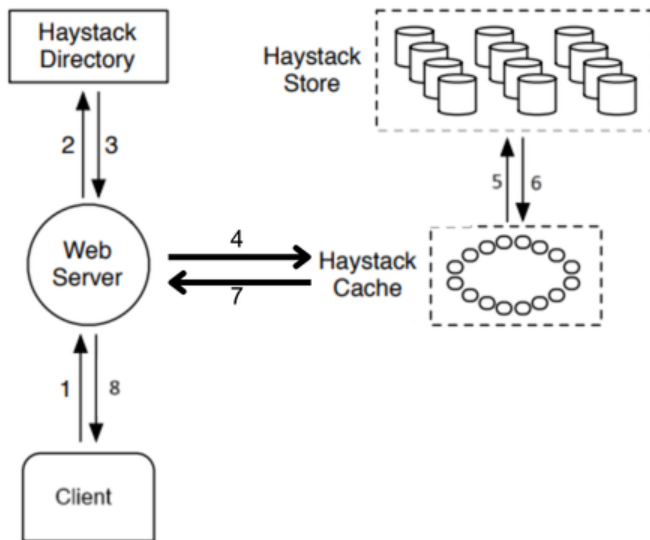 Haystack
Directory
Haystack
Store
2
3
5
6
Web
Server
4
7
Haystack
Cache
1
8
Client